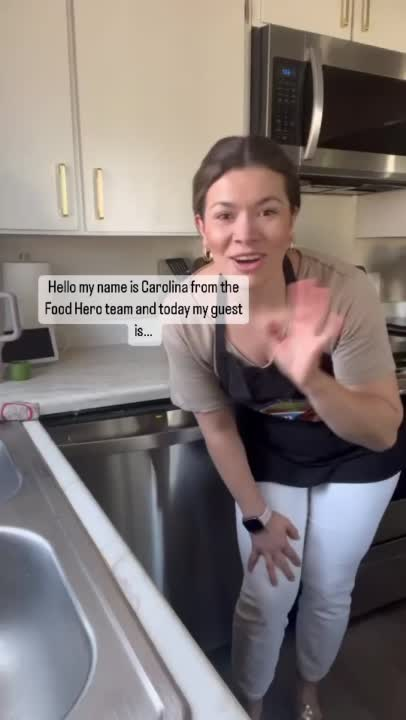 Hello my name is Carolina from the
Food Hero team and today my guest
is...